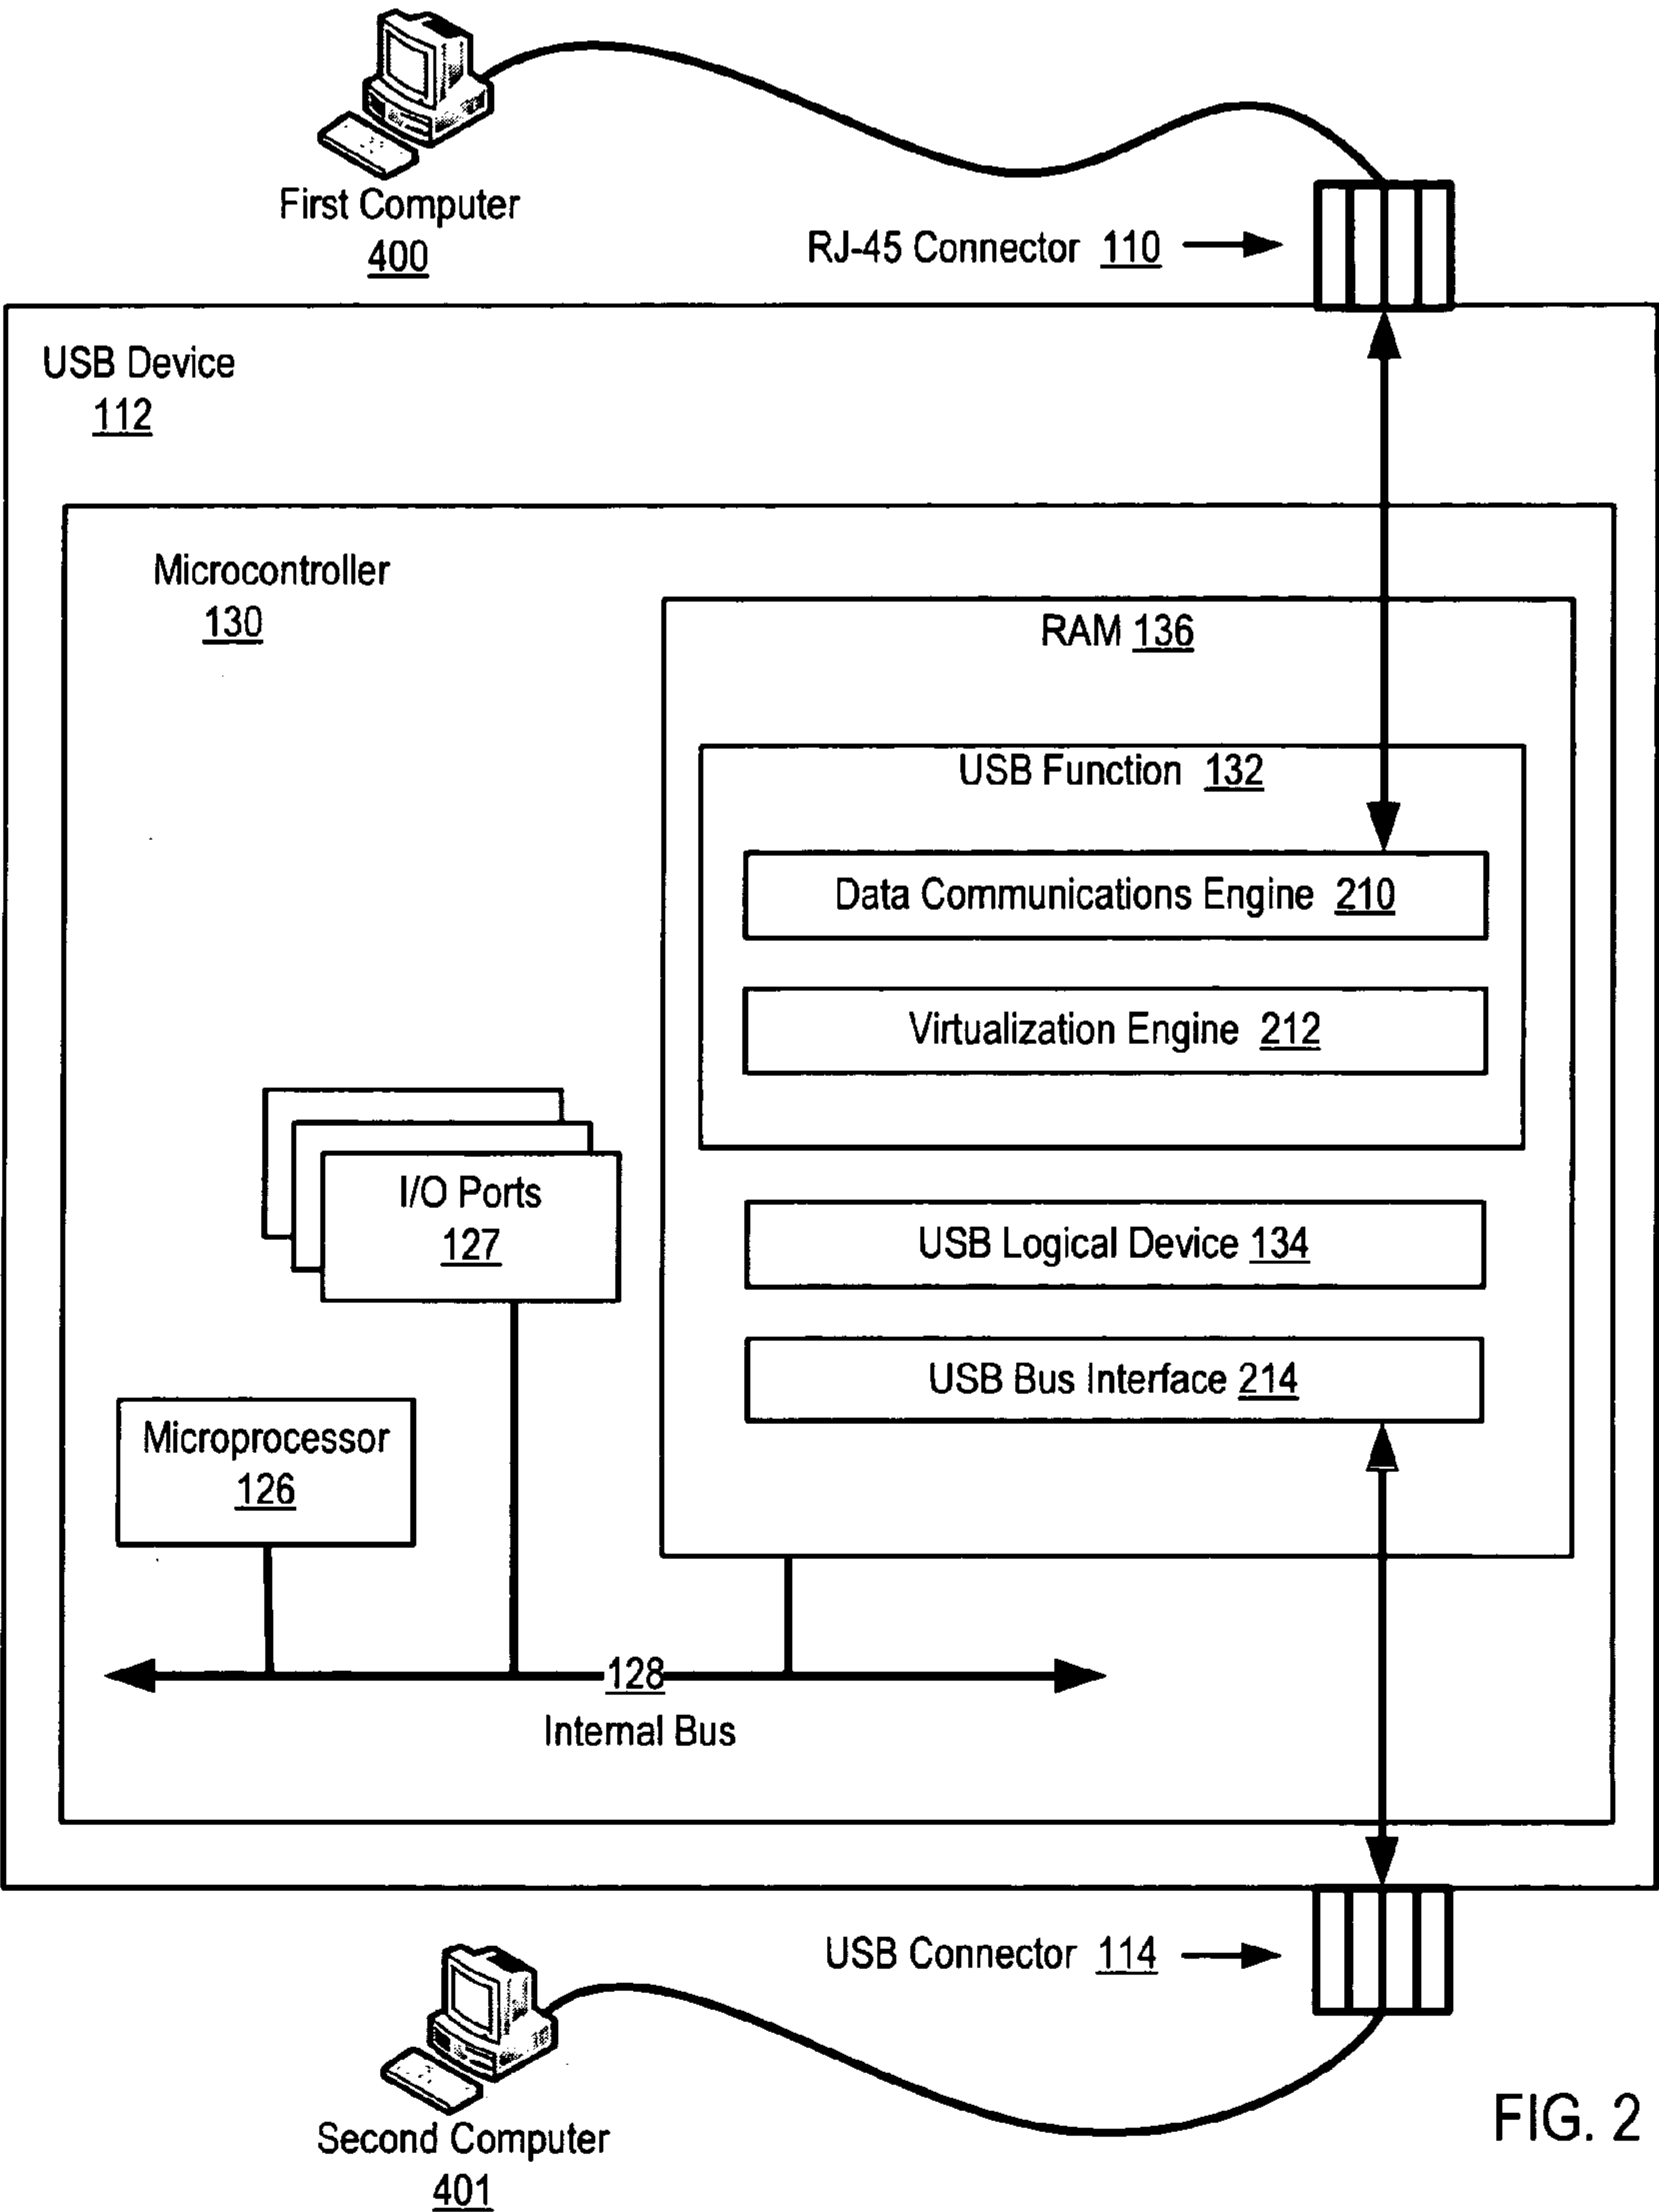 First Computer
400
RJ-45 Connector 110
USB Device
112
Microcontroller
130
RAM 136
USB Function 132
Data Communications Engine 210
Virtualization Engine 212
I/O Ports
127
USB Logical Device 134
USB Bus Interface 214
Microprocessor
126
128
Internal Bus
USB Connector 114
Second Computer
401
FIG. 2